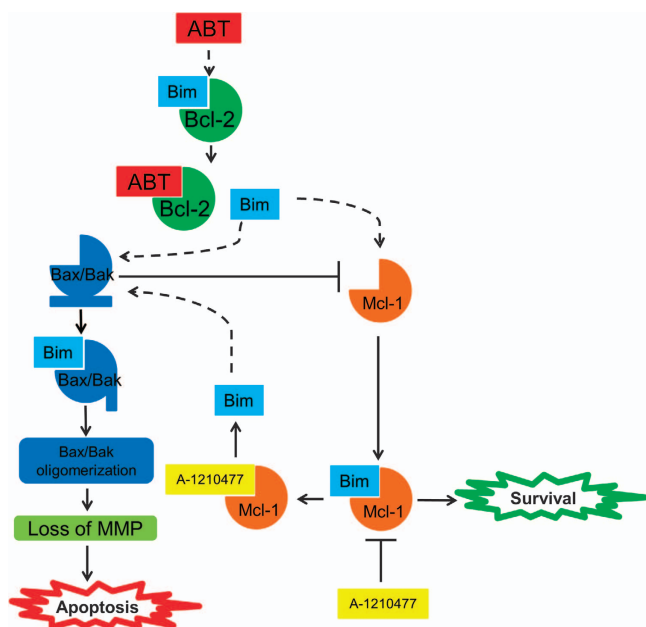 ABT
Bim
Bcl-2
ABT
Bcl-2
Bim
Bax/Bak
Mcl-1
Bim
Bax/Bak
Bim
Bax/Bak
oligomerization
A-1210477
Mcl-1
Bim
Mcl-1
Survival
Loss of MMP
Apoptosis
A-1210477